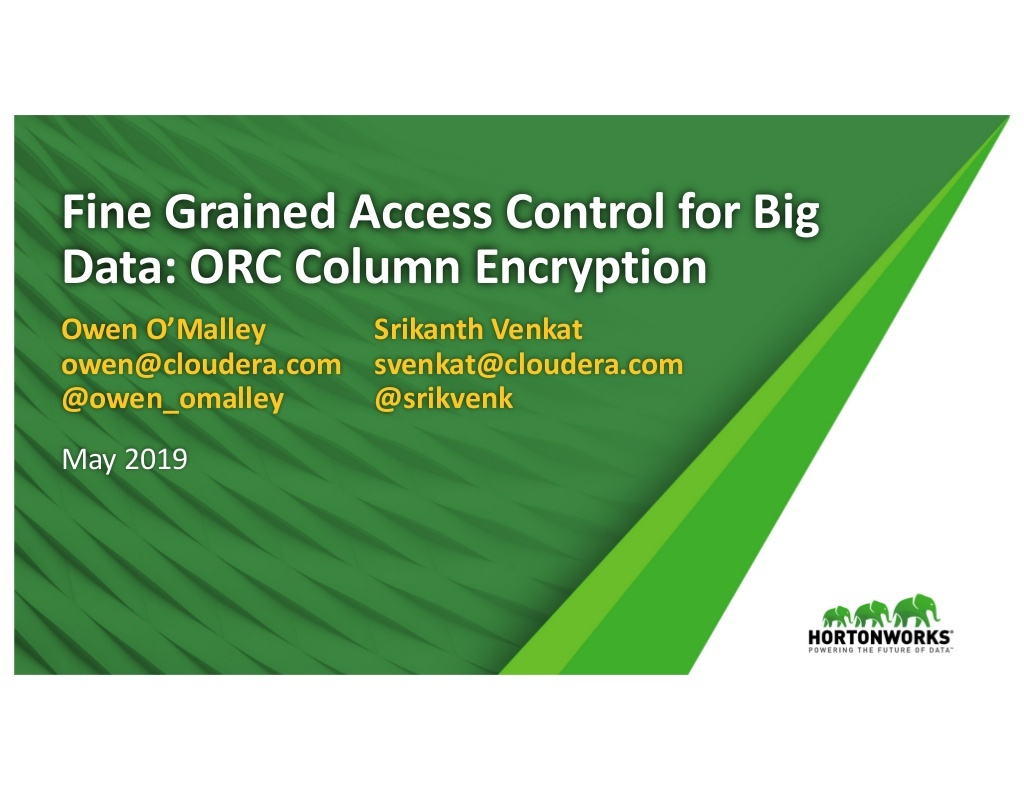 Fine Grained Access Control for Big
Data: ORC Column Encryption
Owen O’Malley
owen@cloudera.com
@owen_omalley
Srikanth Venkat
svenkat@cloudera.com
@srikvenk
May 2019
HORTONWORKS®
POWERING THE FUTURE OF DATA™